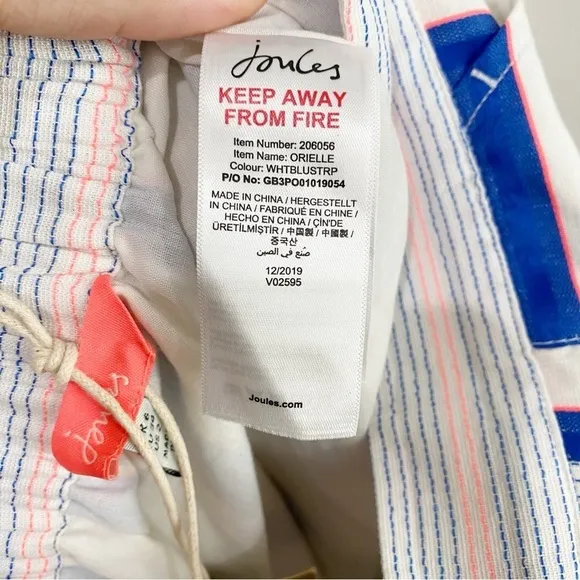 Joules
KEEP AWAY
FROM FIRE
Item Number: 206056
Item Name: ORIELLE
Colour: WHTBLUSTRP
P/O No: GB3PO01019054
MADE IN CHINA / HERGESTELLT
IN CHINA / FABRIQUÉ EN CHINE /
HECHO EN CHINA / ÇİN'DE
ÜRETİLMİŞTİR / 中国製 / 中國製 /
중국산
صُنع في الصين
12/2019
V02595
Joules.com
Joules